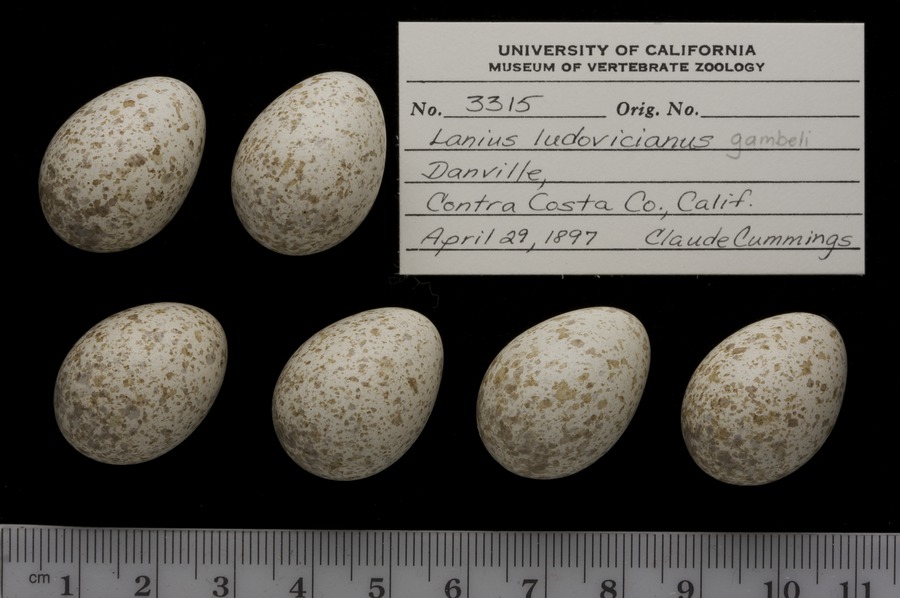 UNIVERSITY OF CALIFORNIA
MUSEUM OF VERTEBRATE ZOOLOGY
No. 3315 Orig. No.
Lanius ludovicianus gambeli
Danville,
Contra Costa Co., Calif.
April 29, 1897 Claude Cummings
cm 1 2 3 4 5 6 7 8 9 10 11